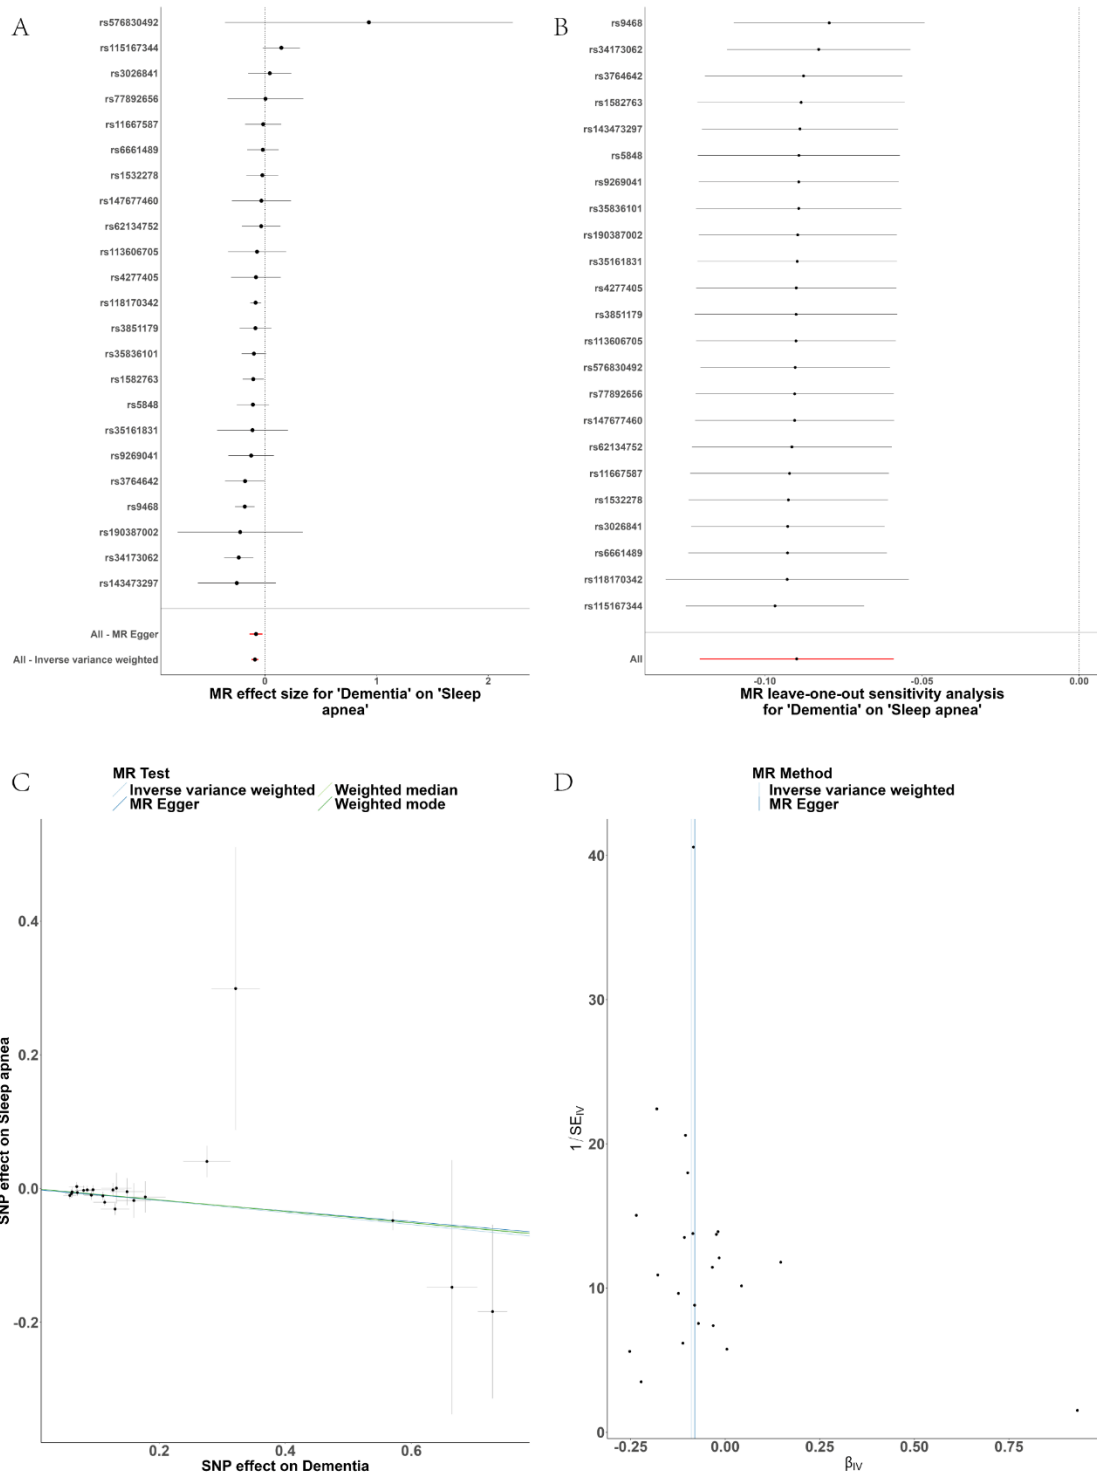 A
rs576830492
rs115167344
rs3026841
rs77892656
rs11667587
rs6661489
rs1532278
rs147677460
rs62134752
rs113606705
rs4277405
rs118170342
rs3851179
rs35836101
rs1582763
rs5848
rs35161831
rs9269041
rs3764642
rs9468
rs190387002
rs34173062
rs143473297
All - MR Egger
All - Inverse variance weighted
0 1 2
MR effect size for 'Dementia' on 'Sleep
apnea'
B
rs9468
rs34173062
rs3764642
rs1582763
rs143473297
rs5848
rs9269041
rs35836101
rs190387002
rs35161831
rs4277405
rs3851179
rs113606705
rs576830492
rs77892656
rs147677460
rs62134752
rs11667587
rs1532278
rs3026841
rs6661489
rs118170342
rs115167344
All
-0.10 -0.05 0.00
MR leave-one-out sensitivity analysis
for 'Dementia' on 'Sleep apnea'
C
MR Test
Inverse variance weighted Weighted median
MR Egger Weighted mode
SNP effect on Sleep apnea
0.4
0.2
0.0
-0.2
0.2 0.4 0.6
SNP effect on Dementia
D
MR Method
Inverse variance weighted
MR Egger
1/SE_IV
40
30
20
10
0
-0.25 0.00 0.25 0.50 0.75
β_IV